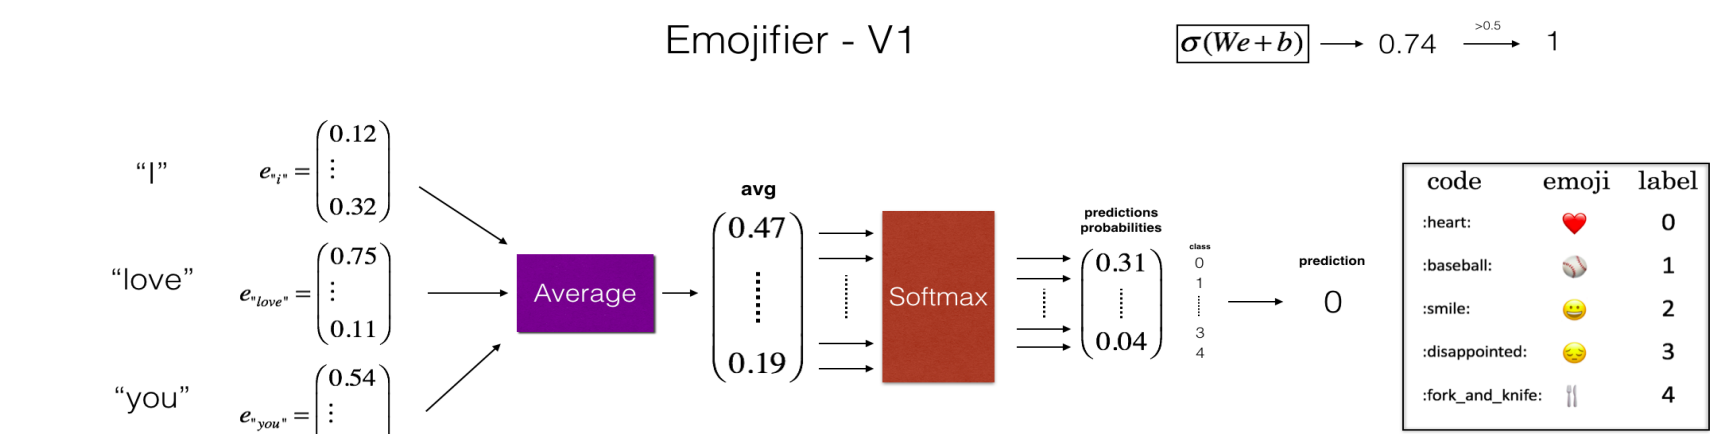 Emojifier - V1
σ(We+b) → 0.74 >0.5 → 1
“I” e"i" = 0.12 ⋮ 0.32
“love” e"love" = 0.75 ⋮ 0.11
“you” e"you" = 0.54 ⋮
Average
avg
0.47
0.19
Softmax
predictions
probabilities
0.31
0.04
class
0
1
3
4
prediction
0
code emoji label
:heart: ❤️ 0
:baseball: ⚾ 1
:smile: 😀 2
:disappointed: 😔 3
:fork_and_knife: 🍴 4